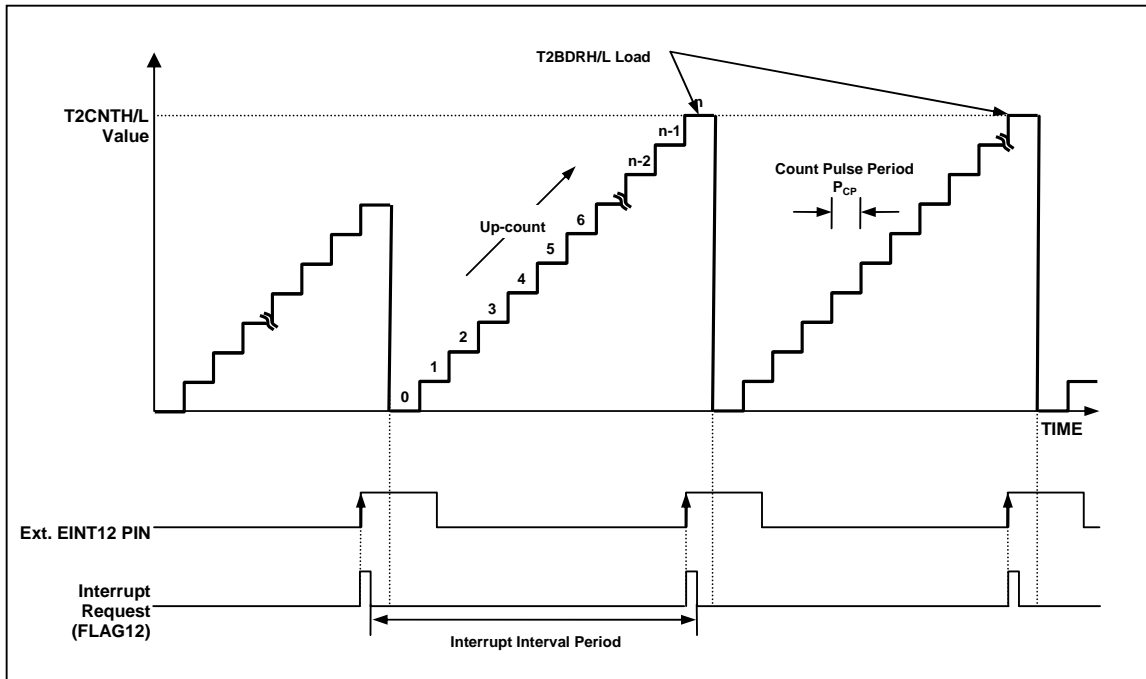 T2BDRH/L Load
T2CNTH/L
Value
n
n-1
n-2
Count Pulse Period
PCP
Up-count
6
5
4
3
2
1
0
TIME
Ext. EINT12 PIN
Interrupt
Request
(FLAG12)
Interrupt Interval Period